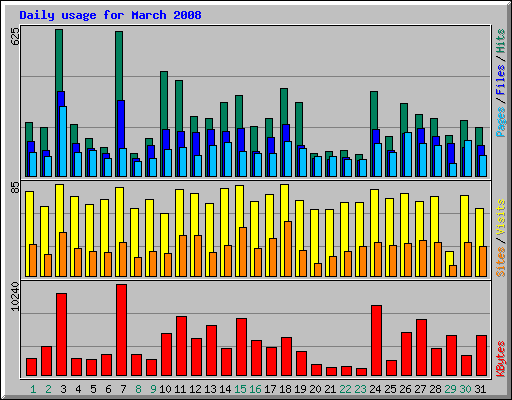 Daily usage for March 2008
625
Pages / Files / Hits
85
Sites / Visits
10240
KBytes
1 2 3 4 5 6 7 8 9 10 11 12 13 14 15 16 17 18 19 20 21 22 23 24 25 26 27 28 29 30 31